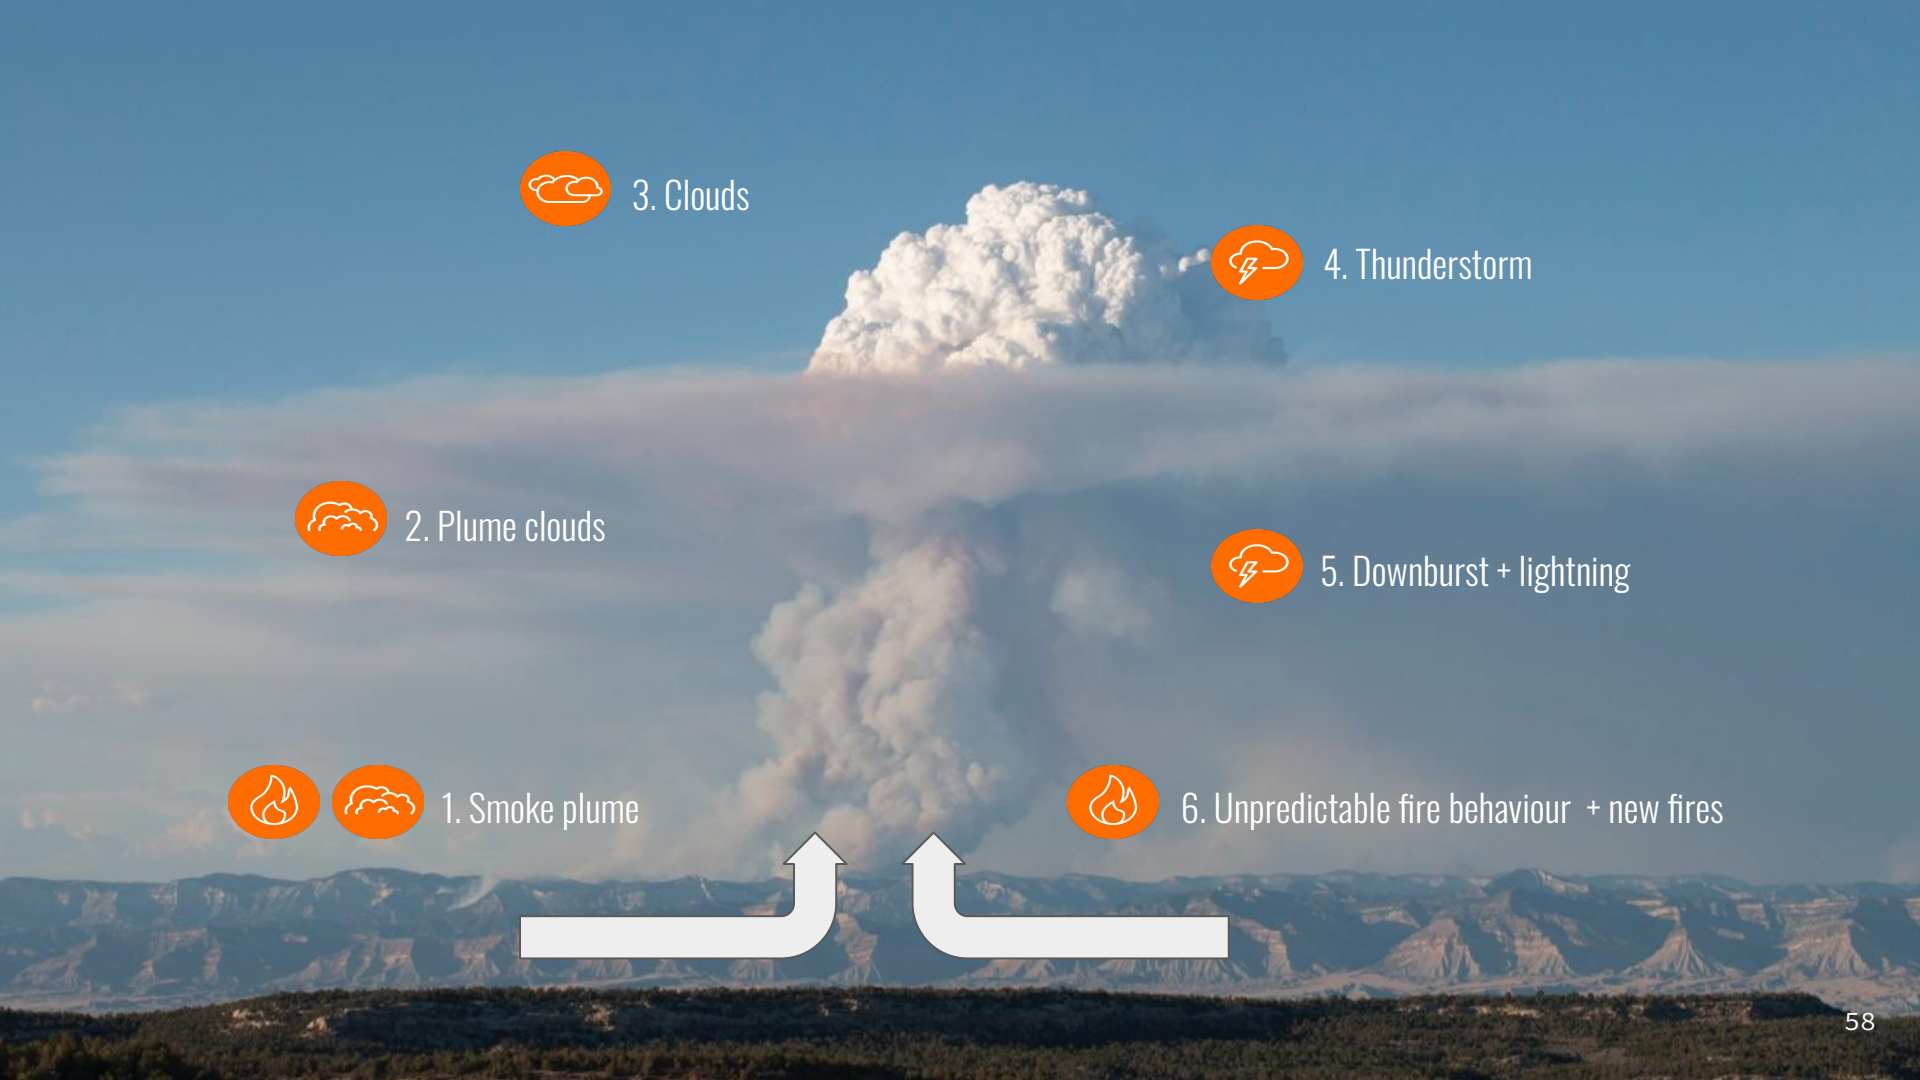 3. Clouds
4. Thunderstorm
2. Plume clouds
5. Downburst + lightning
1. Smoke plume
6. Unpredictable fire behaviour + new fires
58